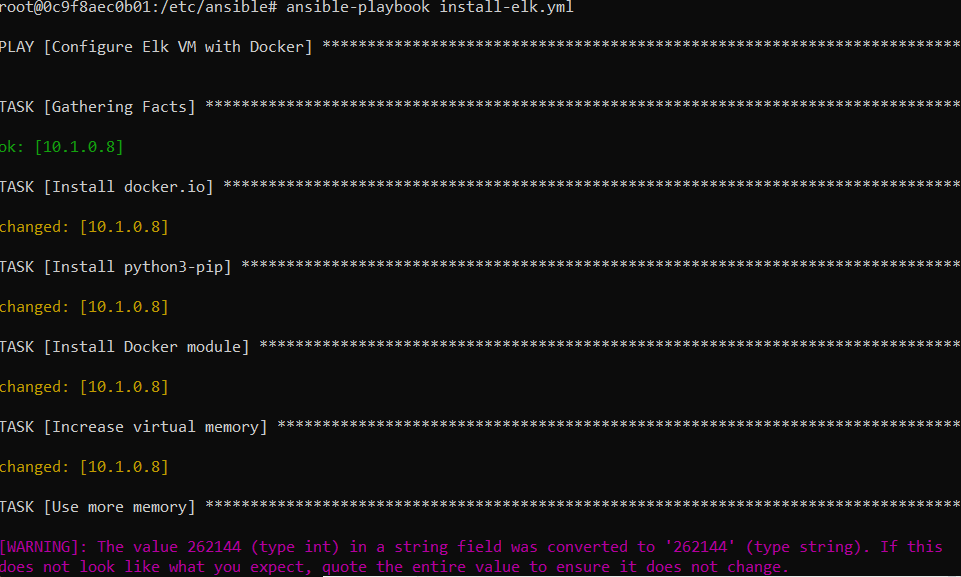 root@0c9f8aec0b01:/etc/ansible# ansible-playbook install-elk.yml
PLAY [Configure Elk VM with Docker] ***********************************************************************
TASK [Gathering Facts] ************************************************************************************
ok: [10.1.0.8]
TASK [Install docker.io] **********************************************************************************
changed: [10.1.0.8]
TASK [Install python3-pip] ********************************************************************************
changed: [10.1.0.8]
TASK [Install Docker module] ******************************************************************************
changed: [10.1.0.8]
TASK [Increase virtual memory] ****************************************************************************
changed: [10.1.0.8]
TASK [Use more memory] ************************************************************************************
[WARNING]: The value 262144 (type int) in a string field was converted to '262144' (type string). If this
does not look like what you expect, quote the entire value to ensure it does not change.